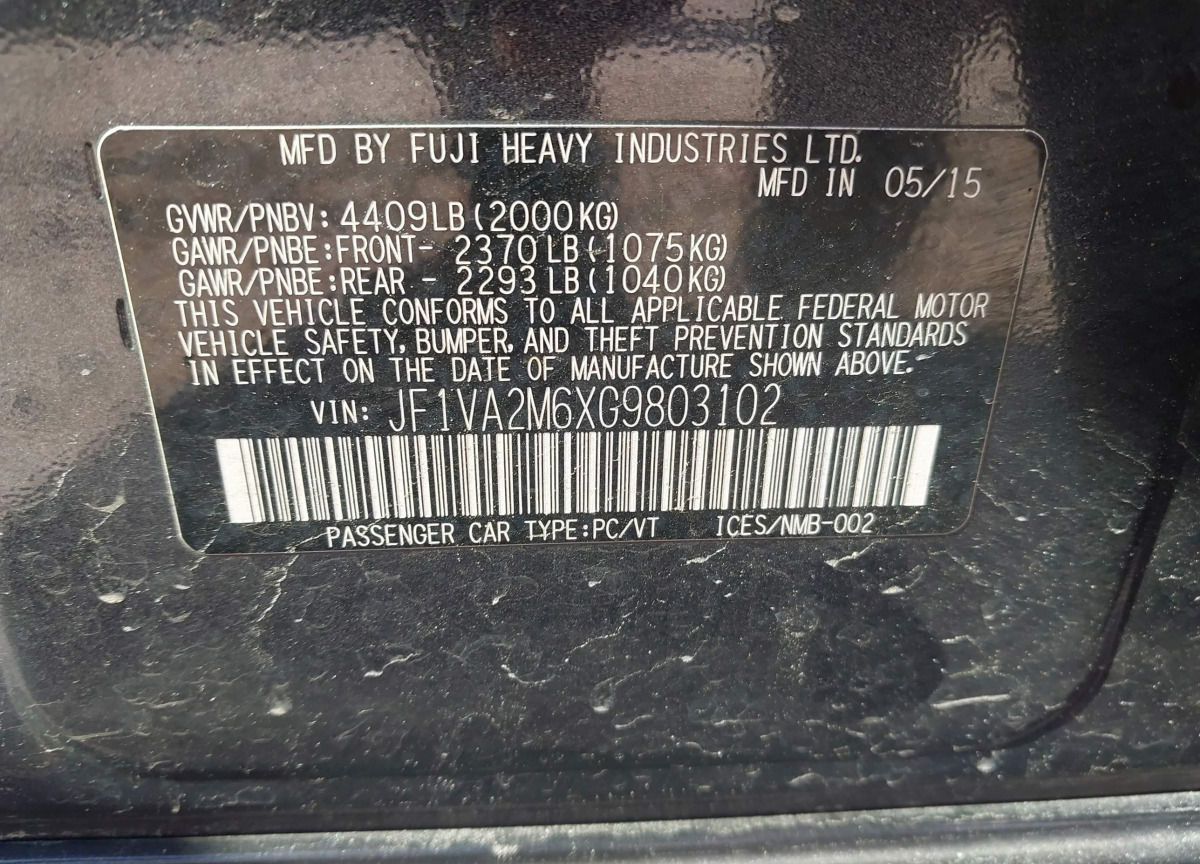 MFD BY FUJI HEAVY INDUSTRIES LTD.
MFD IN 05/15
GVWR/PNBV: 4409LB(2000KG)
GAWR/PNBE:FRONT- 2370LB(1075KG)
GAWR/PNBE:REAR - 2293LB(1040KG)
THIS VEHICLE CONFORMS TO ALL APPLICABLE FEDERAL MOTOR
VEHICLE SAFETY, BUMPER, AND THEFT PREVENTION STANDARDS
IN EFFECT ON THE DATE OF MANUFACTURE SHOWN ABOVE.
VIN: JF1VA2M6XG9803102
PASSENGER CAR TYPE:PC/VT ICES/NMB-002